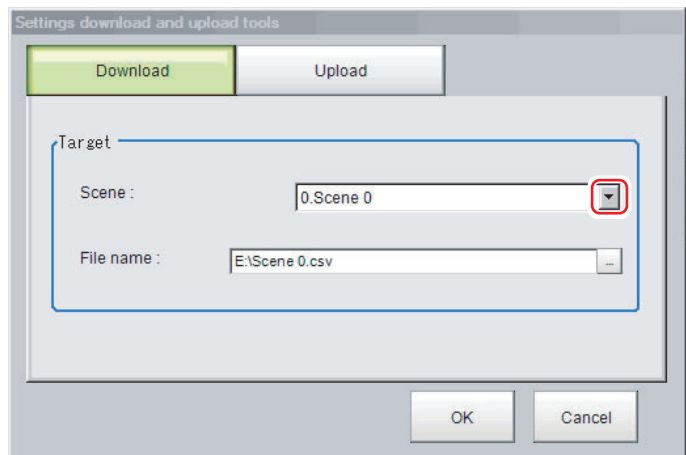 Settings download and upload tools
Download Upload
Target
Scene : 0.Scene 0
File name : E:\Scene 0.csv ...
OK Cancel